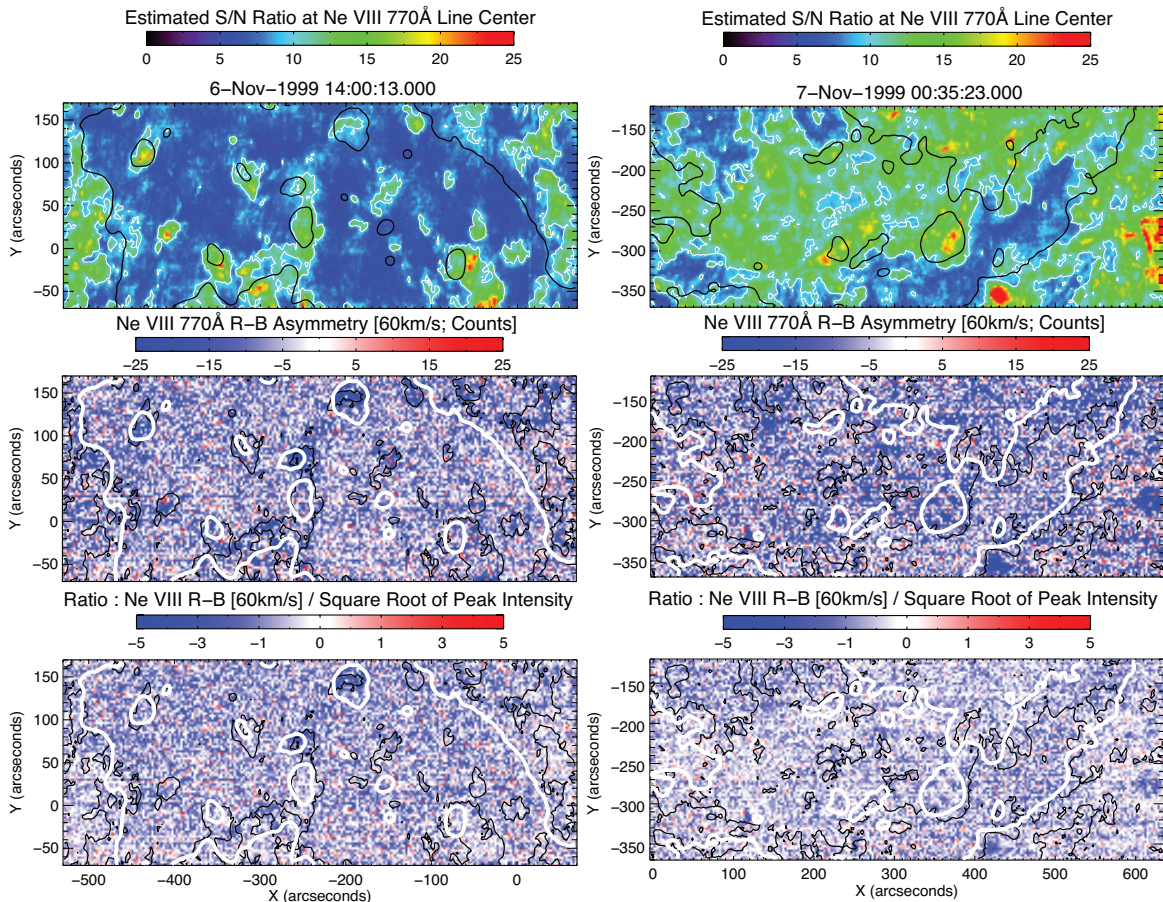 Estimated S/N Ratio at Ne VIII 770Å Line Center
0 5 10 15 20 25
6-Nov-1999 14:00:13.000
150
100
50
0
-50
Y (arcseconds)
Ne VIII 770Å R-B Asymmetry [60km/s; Counts]
-25 -15 -5 5 15 25
150
100
50
0
-50
Y (arcseconds)
Ratio : Ne VIII R-B [60km/s] / Square Root of Peak Intensity
-5 -3 -1 0 1 3 5
150
100
50
0
-50
Y (arcseconds)
-500 -400 -300 -200 -100 0
X (arcseconds)
Estimated S/N Ratio at Ne VIII 770Å Line Center
0 5 10 15 20 25
7-Nov-1999 00:35:23.000
-150
-200
-250
-300
-350
Y (arcseconds)
Ne VIII 770Å R-B Asymmetry [60km/s; Counts]
-25 -15 -5 5 15 25
-150
-200
-250
-300
-350
Y (arcseconds)
Ratio : Ne VIII R-B [60km/s] / Square Root of Peak Intensity
-5 -3 -1 0 1 3 5
-150
-200
-250
-300
-350
Y (arcseconds)
0 100 200 300 400 500 600
X (arcseconds)